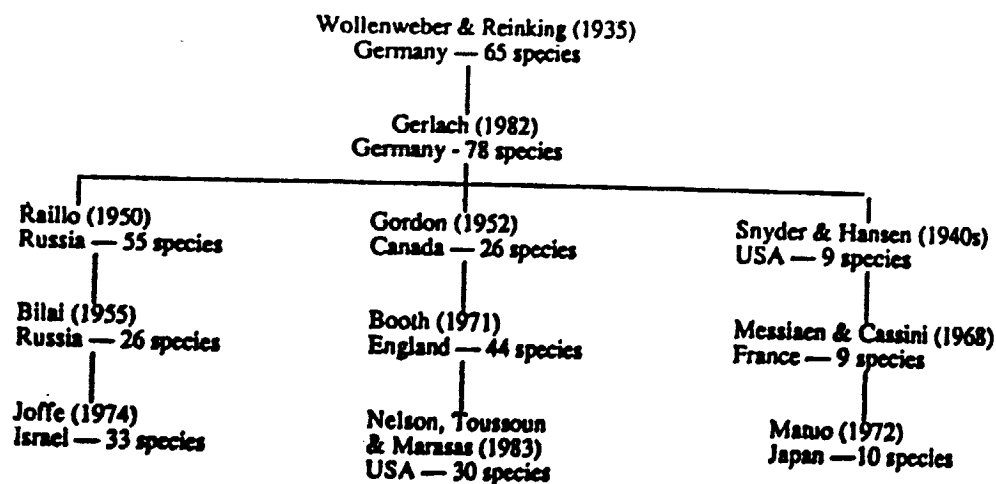 Wollenweber & Reinking (1935)
Germany — 65 species
Gerlach (1982)
Germany - 78 species
Raillo (1950)
Russia — 55 species
Gordon (1952)
Canada — 26 species
Snyder & Hansen (1940s)
USA — 9 species
Bilai (1955)
Russia — 26 species
Booth (1971)
England — 44 species
Messiaen & Cassini (1968)
France — 9 species
Joffe (1974)
Israel — 33 species
Nelson, Toussoun
& Marasas (1983)
USA — 30 species
Matuo (1972)
Japan —10 species